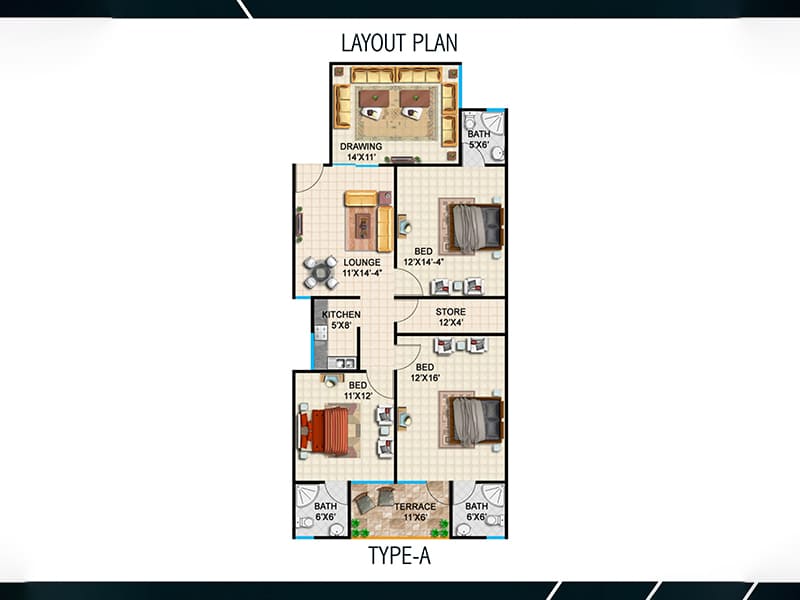 LAYOUT PLAN
DRAWING
14'X11'
BATH
5'X6'
BED
12'X14'-4"
LOUNGE
11'X14'-4"
STORE
12'X4'
KITCHEN
5'X8'
BED
12'X16'
BED
11'X12'
BATH
6'X6'
TERRACE
11'X6'
BATH
6'X6'
TYPE-A